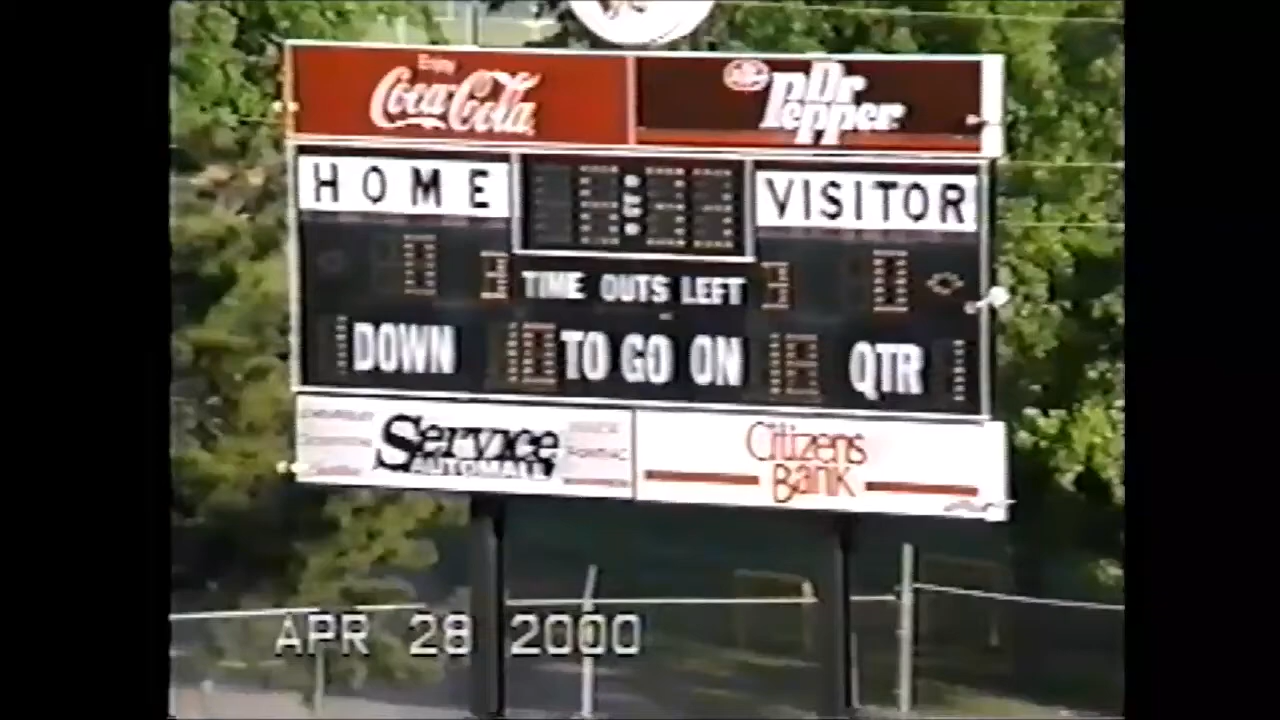 Enjoy
Coca-Cola
Dr
Pepper
HOME
VISITOR
TIME OUTS LEFT
DOWN
TO GO ON
QTR
Service
AUTOMALL
PONTIAC
Citizens
Bank
APR 28 2000